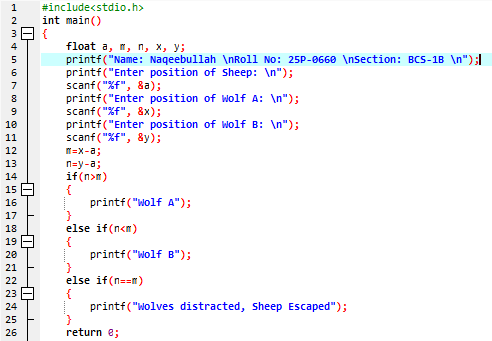 1 #include<stdio.h>
2 int main()
3 {
4 float a, m, n, x, y;
5 printf("Name: Naqeebullah \nRoll No: 25P-0660 \nSection: BCS-1B \n");
6 printf("Enter position of Sheep: \n");
7 scanf("%f", &a);
8 printf("Enter position of Wolf A: \n");
9 scanf("%f", &x);
10 printf("Enter position of Wolf B: \n");
11 scanf("%f", &y);
12 m=x-a;
13 n=y-a;
14 if(n>m)
15 {
16 printf("Wolf A");
17 }
18 else if(n<m)
19 {
20 printf("Wolf B");
21 }
22 else if(n==m)
23 {
24 printf("Wolves distracted, Sheep Escaped");
25 }
26 return 0;